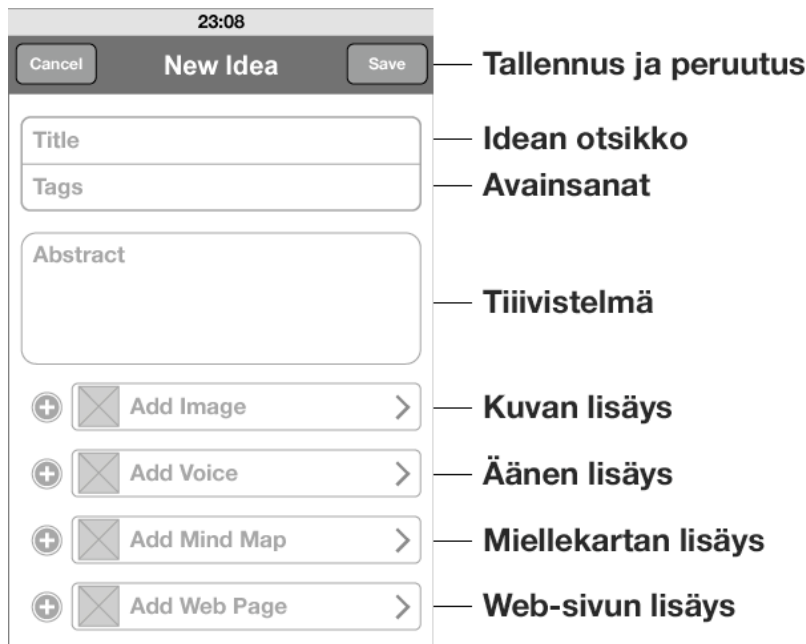 23:08
Cancel New Idea Save Tallennus ja peruutus
Title Idean otsikko
Tags Avainsanat
Abstract
Tiiivistelmä
Add Image Kuvan lisäys
Add Voice Äänen lisäys
Add Mind Map Miellekartan lisäys
Add Web Page Web-sivun lisäys